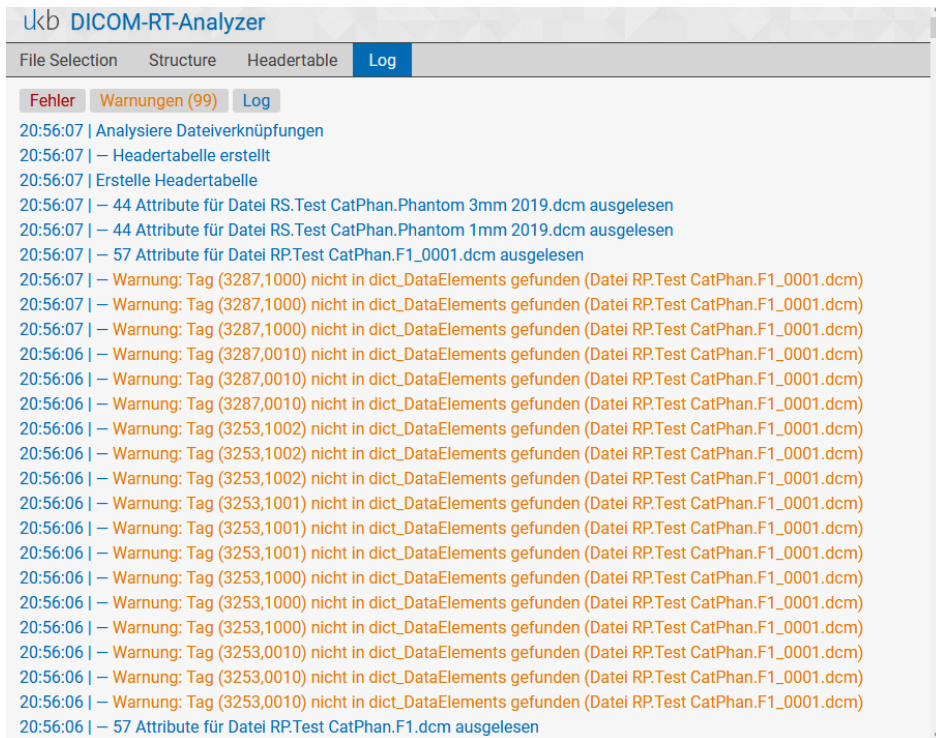 ukb DICOM-RT-Analyzer
File Selection Structure Headertable Log
Fehler Warnungen (99) Log
20:56:07 | Analysiere Dateiverknüpfungen
20:56:07 | — Headertabelle erstellt
20:56:07 | Erstelle Headertabelle
20:56:07 | — 44 Attribute für Datei RS.Test CatPhan.Phantom 3mm 2019.dcm ausgelesen
20:56:07 | — 44 Attribute für Datei RS.Test CatPhan.Phantom 1mm 2019.dcm ausgelesen
20:56:07 | — 57 Attribute für Datei RP.Test CatPhan.F1_0001.dcm ausgelesen
20:56:07 | — Warnung: Tag (3287,1000) nicht in dict_DataElements gefunden (Datei RP.Test CatPhan.F1_0001.dcm)
20:56:07 | — Warnung: Tag (3287,1000) nicht in dict_DataElements gefunden (Datei RP.Test CatPhan.F1_0001.dcm)
20:56:07 | — Warnung: Tag (3287,1000) nicht in dict_DataElements gefunden (Datei RP.Test CatPhan.F1_0001.dcm)
20:56:06 | — Warnung: Tag (3287,0010) nicht in dict_DataElements gefunden (Datei RP.Test CatPhan.F1_0001.dcm)
20:56:06 | — Warnung: Tag (3287,0010) nicht in dict_DataElements gefunden (Datei RP.Test CatPhan.F1_0001.dcm)
20:56:06 | — Warnung: Tag (3287,0010) nicht in dict_DataElements gefunden (Datei RP.Test CatPhan.F1_0001.dcm)
20:56:06 | — Warnung: Tag (3253,1002) nicht in dict_DataElements gefunden (Datei RP.Test CatPhan.F1_0001.dcm)
20:56:06 | — Warnung: Tag (3253,1002) nicht in dict_DataElements gefunden (Datei RP.Test CatPhan.F1_0001.dcm)
20:56:06 | — Warnung: Tag (3253,1002) nicht in dict_DataElements gefunden (Datei RP.Test CatPhan.F1_0001.dcm)
20:56:06 | — Warnung: Tag (3253,1001) nicht in dict_DataElements gefunden (Datei RP.Test CatPhan.F1_0001.dcm)
20:56:06 | — Warnung: Tag (3253,1001) nicht in dict_DataElements gefunden (Datei RP.Test CatPhan.F1_0001.dcm)
20:56:06 | — Warnung: Tag (3253,1001) nicht in dict_DataElements gefunden (Datei RP.Test CatPhan.F1_0001.dcm)
20:56:06 | — Warnung: Tag (3253,1000) nicht in dict_DataElements gefunden (Datei RP.Test CatPhan.F1_0001.dcm)
20:56:06 | — Warnung: Tag (3253,1000) nicht in dict_DataElements gefunden (Datei RP.Test CatPhan.F1_0001.dcm)
20:56:06 | — Warnung: Tag (3253,1000) nicht in dict_DataElements gefunden (Datei RP.Test CatPhan.F1_0001.dcm)
20:56:06 | — Warnung: Tag (3253,0010) nicht in dict_DataElements gefunden (Datei RP.Test CatPhan.F1_0001.dcm)
20:56:06 | — Warnung: Tag (3253,0010) nicht in dict_DataElements gefunden (Datei RP.Test CatPhan.F1_0001.dcm)
20:56:06 | — Warnung: Tag (3253,0010) nicht in dict_DataElements gefunden (Datei RP.Test CatPhan.F1_0001.dcm)
20:56:06 | — 57 Attribute für Datei RP.Test CatPhan.F1.dcm ausgelesen